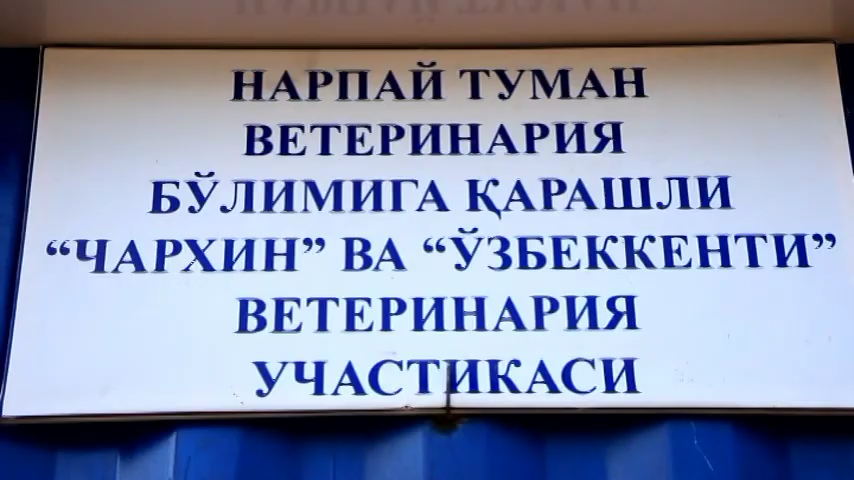 НАРПАЙ ТУМАН
ВЕТЕРИНАРИЯ
БЎЛИМИГА ҚАРАШЛИ
“ЧАРХИН” ВА “ЎЗБЕККЕНТИ”
ВЕТЕРИНАРИЯ
УЧАСТИКАСИ